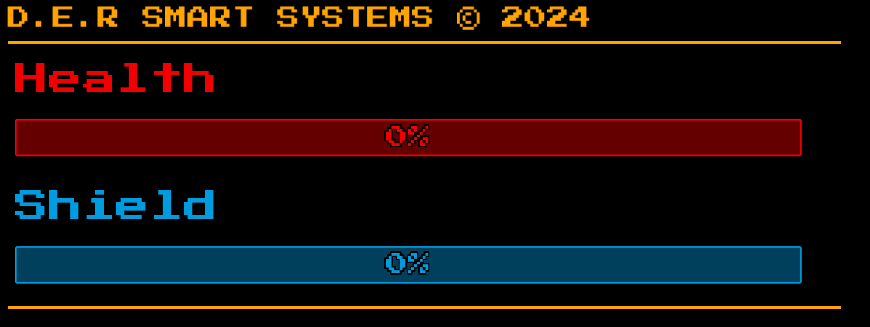 D.E.R SMART SYSTEMS © 2024
Health
0%
Shield
0%